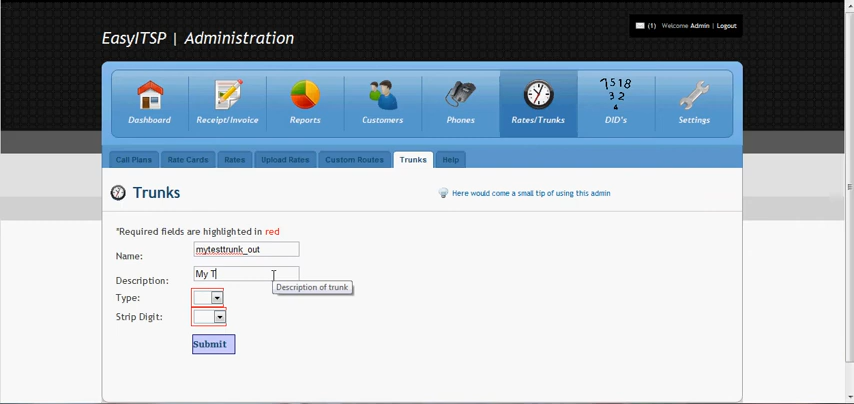 EasyITSP | Administration
(1) Welcome Admin | Logout
Dashboard
Receipt/Invoice
Reports
Customers
Phones
Rates/Trunks
7518
32
4
DID's
Settings
Call Plans
Rate Cards
Rates
Upload Rates
Custom Routes
Trunks
Help
Trunks
Here would come a small tip of using this admin
*Required fields are highlighted in red
Name:
mytesttrunk_out
Description:
My T
Description of trunk
Type:
Strip Digit:
Submit